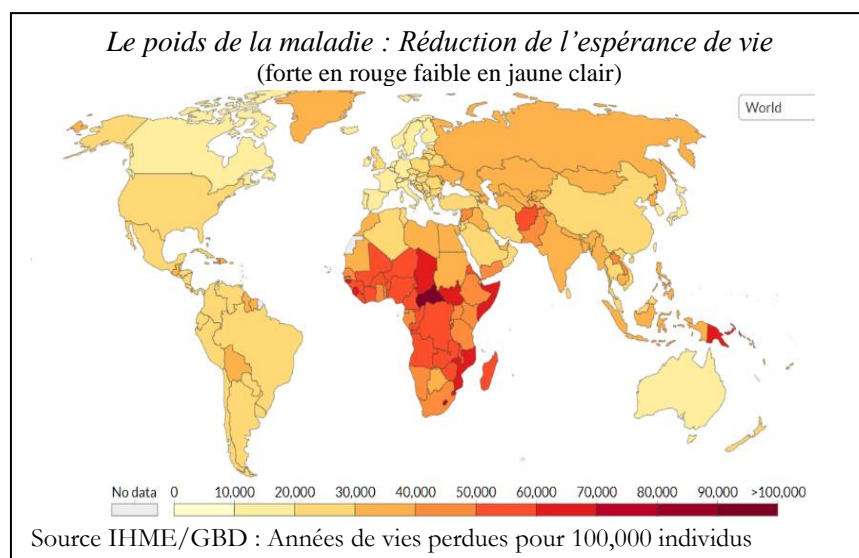 Le poids de la maladie : Réduction de l’espérance de vie
(forte en rouge faible en jaune clair)
World
No data 0 10,000 20,000 30,000 40,000 50,000 60,000 70,000 80,000 90,000 >100,000
Source IHME/GBD : Années de vies perdues pour 100,000 individus